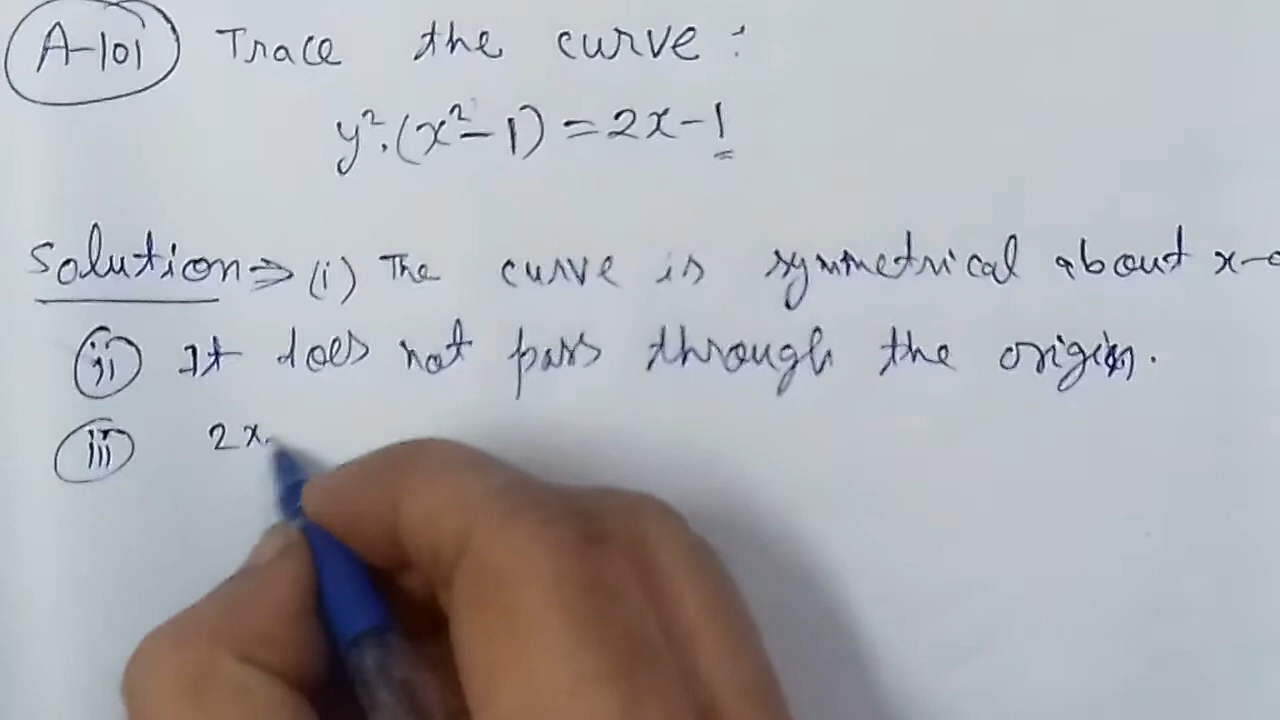 A-101 Trace the curve:
y².(x²-1)=2x-1
Solution⇒ (i) The curve is symmetrical about x-
(ii) It does not pass through the origin.
(iii) 2x